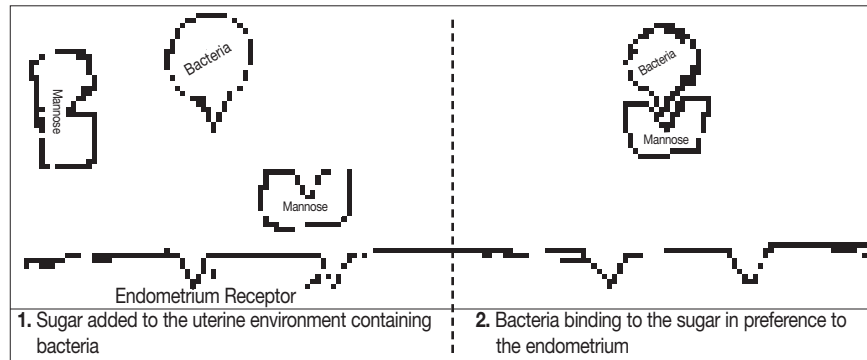 Bacteria
Mannose
Mannose
Endometrium Receptor
1. Sugar added to the uterine environment containing
bacteria
Bacteria
Mannose
2. Bacteria binding to the sugar in preference to
the endometrium